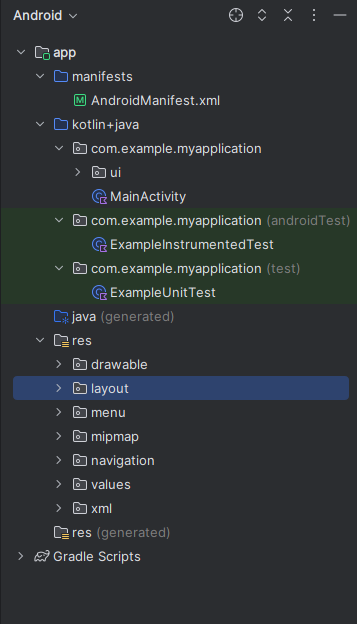 Android
app
manifests
AndroidManifest.xml
kotlin+java
com.example.myapplication
ui
MainActivity
com.example.myapplication (androidTest)
ExampleInstrumentedTest
com.example.myapplication (test)
ExampleUnitTest
java (generated)
res
drawable
layout
menu
mipmap
navigation
values
xml
res (generated)
Gradle Scripts